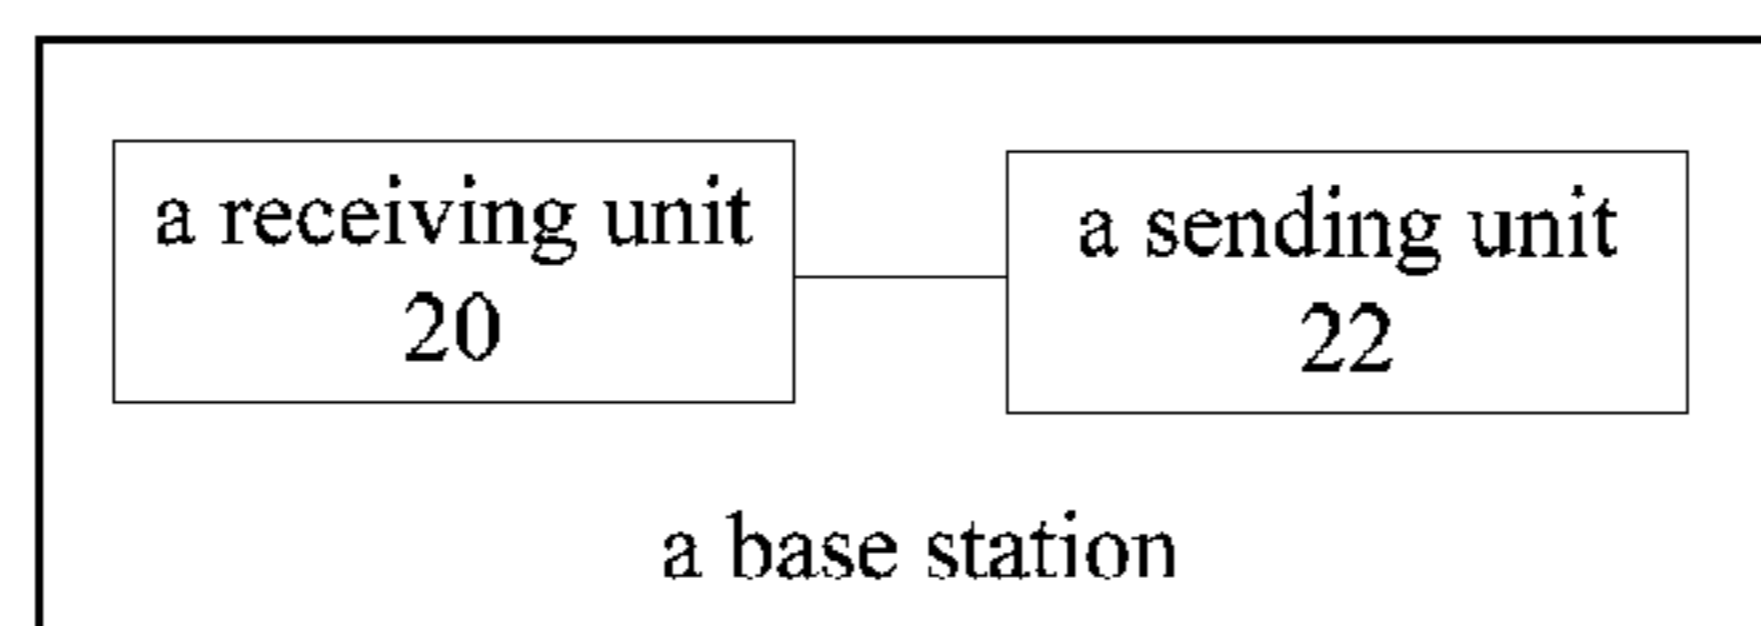 a receiving unit
20
a sending unit
22
a base station